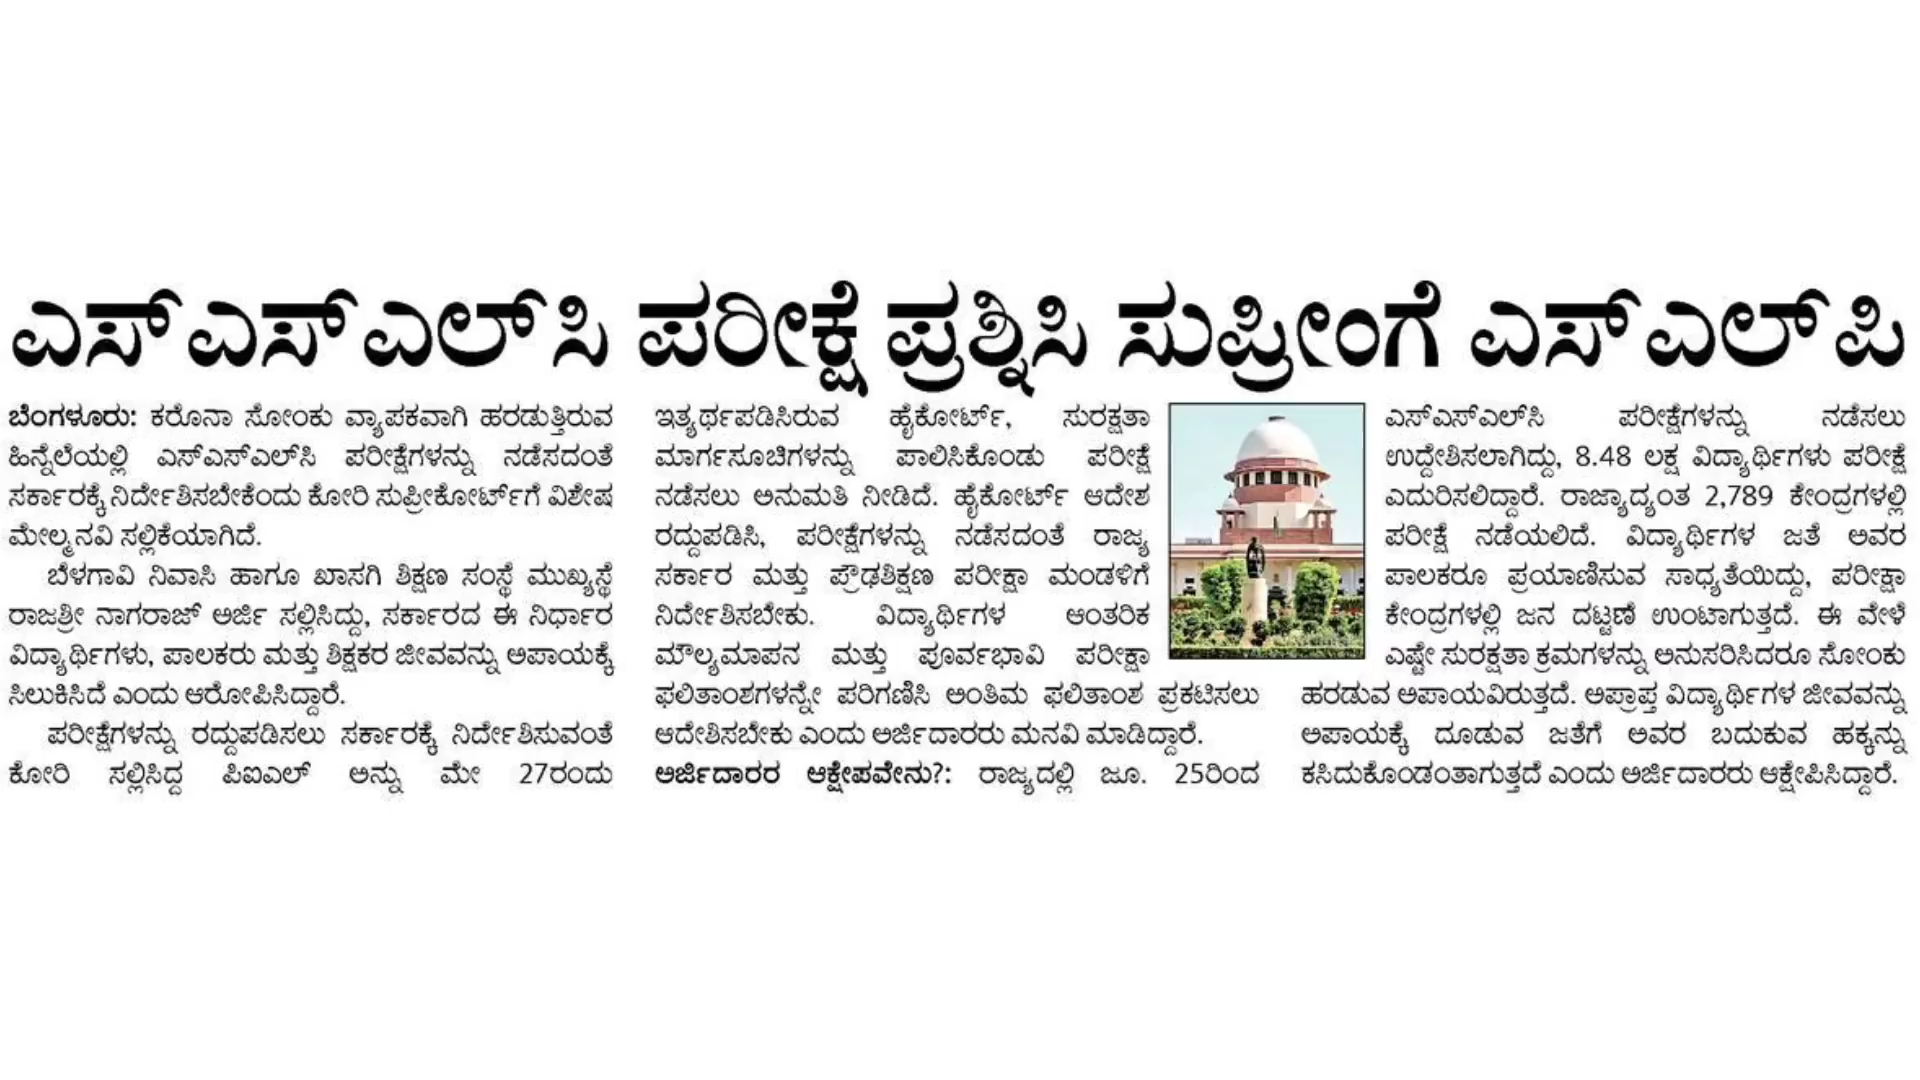 ಎಸ್ಎಸ್ಎಲ್‌ಸಿ ಪರೀಕ್ಷೆ ಪ್ರಶ್ನಿಸಿ ಸುಪ್ರೀಂಗೆ ಎಸ್ಎಲ್‌ಪಿ
ಬೆಂಗಳೂರು: ಕರೊನಾ ಸೋಂಕು ವ್ಯಾಪಕವಾಗಿ ಹರಡುತ್ತಿರುವ
ಹಿನ್ನೆಲೆಯಲ್ಲಿ ಎಸ್ಎಸ್ಎಲ್‌ಸಿ ಪರೀಕ್ಷೆಗಳನ್ನು ನಡೆಸದಂತೆ
ಸರ್ಕಾರಕ್ಕೆ ನಿರ್ದೇಶಿಸಬೇಕೆಂದು ಕೋರಿ ಸುಪ್ರೀಕೋರ್ಟ್‌ಗೆ ವಿಶೇಷ
ಮೇಲ್ಮನವಿ ಸಲ್ಲಿಕೆಯಾಗಿದೆ.
ಬೆಳಗಾವಿ ನಿವಾಸಿ ಹಾಗೂ ಖಾಸಗಿ ಶಿಕ್ಷಣ ಸಂಸ್ಥೆ ಮುಖ್ಯಸ್ಥೆ
ರಾಜಶ್ರೀ ನಾಗರಾಜ್ ಅರ್ಜಿ ಸಲ್ಲಿಸಿದ್ದು, ಸರ್ಕಾರದ ಈ ನಿರ್ಧಾರ
ವಿದ್ಯಾರ್ಥಿಗಳು, ಪಾಲಕರು ಮತ್ತು ಶಿಕ್ಷಕರ ಜೀವವನ್ನು ಅಪಾಯಕ್ಕೆ
ಸಿಲುಕಿಸಿದೆ ಎಂದು ಆರೋಪಿಸಿದ್ದಾರೆ.
ಪರೀಕ್ಷೆಗಳನ್ನು ರದ್ದುಪಡಿಸಲು ಸರ್ಕಾರಕ್ಕೆ ನಿರ್ದೇಶಿಸುವಂತೆ
ಕೋರಿ ಸಲ್ಲಿಸಿದ್ದ ಪಿಐಎಲ್ ಅನ್ನು ಮೇ 27ರಂದು
ಇತ್ಯರ್ಥಪಡಿಸಿರುವ ಹೈಕೋರ್ಟ್, ಸುರಕ್ಷತಾ
ಮಾರ್ಗಸೂಚಿಗಳನ್ನು ಪಾಲಿಸಿಕೊಂಡು ಪರೀಕ್ಷೆ
ನಡೆಸಲು ಅನುಮತಿ ನೀಡಿದೆ. ಹೈಕೋರ್ಟ್ ಆದೇಶ
ರದ್ದುಪಡಿಸಿ, ಪರೀಕ್ಷೆಗಳನ್ನು ನಡೆಸದಂತೆ ರಾಜ್ಯ
ಸರ್ಕಾರ ಮತ್ತು ಪ್ರೌಢಶಿಕ್ಷಣ ಪರೀಕ್ಷಾ ಮಂಡಳಿಗೆ
ನಿರ್ದೇಶಿಸಬೇಕು. ವಿದ್ಯಾರ್ಥಿಗಳ ಆಂತರಿಕ
ಮೌಲ್ಯಮಾಪನ ಮತ್ತು ಪೂರ್ವಭಾವಿ ಪರೀಕ್ಷಾ
ಫಲಿತಾಂಶಗಳನ್ನೇ ಪರಿಗಣಿಸಿ ಅಂತಿಮ ಫಲಿತಾಂಶ ಪ್ರಕಟಿಸಲು
ಆದೇಶಿಸಬೇಕು ಎಂದು ಅರ್ಜಿದಾರರು ಮನವಿ ಮಾಡಿದ್ದಾರೆ.
ಅರ್ಜಿದಾರರ ಆಕ್ಷೇಪವೇನು?: ರಾಜ್ಯದಲ್ಲಿ ಜೂ. 25ರಿಂದ
ಎಸ್ಎಸ್ಎಲ್‌ಸಿ ಪರೀಕ್ಷೆಗಳನ್ನು ನಡೆಸಲು
ಉದ್ದೇಶಿಸಲಾಗಿದ್ದು, 8.48 ಲಕ್ಷ ವಿದ್ಯಾರ್ಥಿಗಳು ಪರೀಕ್ಷೆ
ಎದುರಿಸಲಿದ್ದಾರೆ. ರಾಜ್ಯಾದ್ಯಂತ 2,789 ಕೇಂದ್ರಗಳಲ್ಲಿ
ಪರೀಕ್ಷೆ ನಡೆಯಲಿದೆ. ವಿದ್ಯಾರ್ಥಿಗಳ ಜತೆ ಅವರ
ಪಾಲಕರೂ ಪ್ರಯಾಣಿಸುವ ಸಾಧ್ಯತೆಯಿದ್ದು, ಪರೀಕ್ಷಾ
ಕೇಂದ್ರಗಳಲ್ಲಿ ಜನ ದಟ್ಟಣೆ ಉಂಟಾಗುತ್ತದೆ. ಈ ವೇಳೆ
ಎಷ್ಟೇ ಸುರಕ್ಷತಾ ಕ್ರಮಗಳನ್ನು ಅನುಸರಿಸಿದರೂ ಸೋಂಕು
ಹರಡುವ ಅಪಾಯವಿರುತ್ತದೆ. ಅಪ್ರಾಪ್ತ ವಿದ್ಯಾರ್ಥಿಗಳ ಜೀವವನ್ನು
ಅಪಾಯಕ್ಕೆ ದೂಡುವ ಜತೆಗೆ ಅವರ ಬದುಕುವ ಹಕ್ಕನ್ನು
ಕಸಿದುಕೊಂಡಂತಾಗುತ್ತದೆ ಎಂದು ಅರ್ಜಿದಾರರು ಆಕ್ಷೇಪಿಸಿದ್ದಾರೆ.